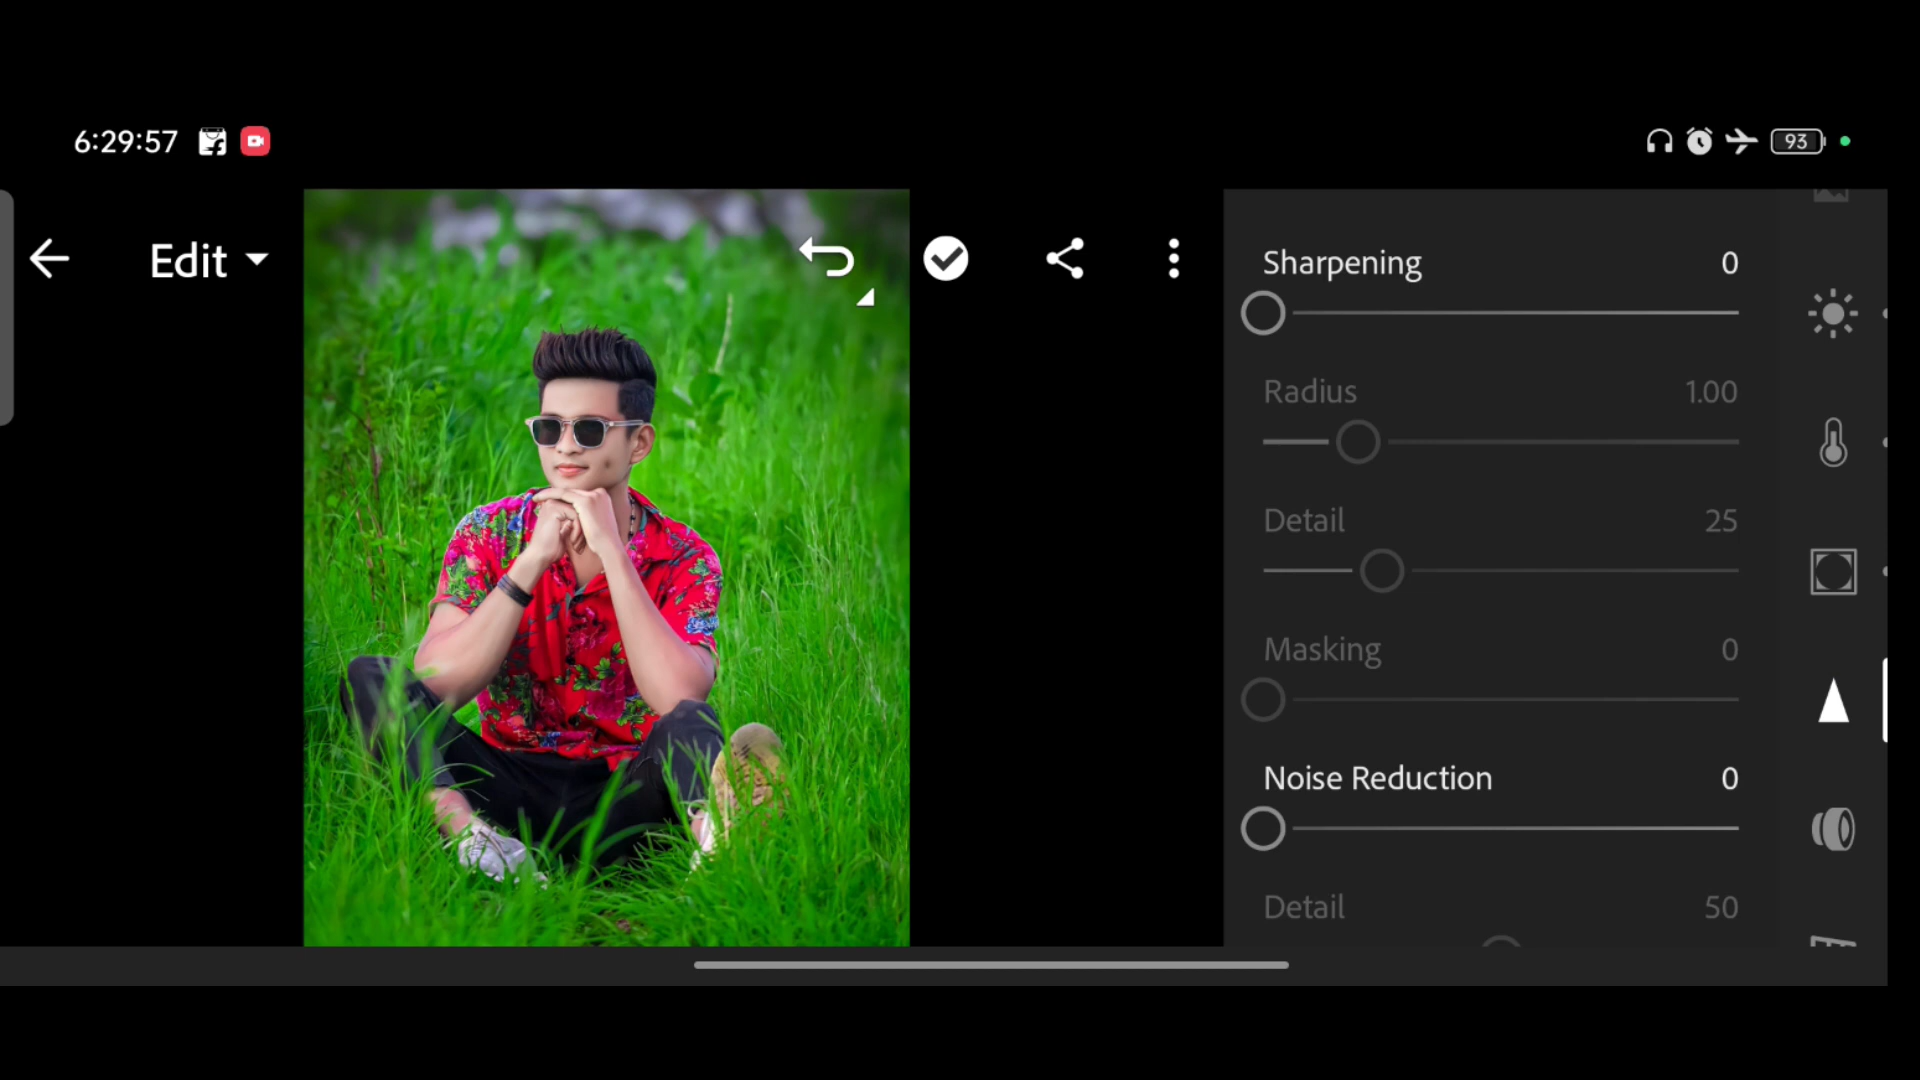 6:29:57
93
Edit
Sharpening 0
Radius 1.00
Detail 25
Masking 0
Noise Reduction 0
Detail 50